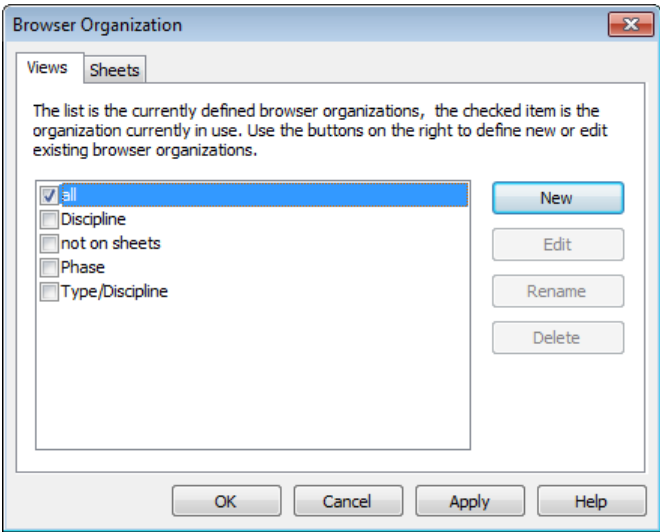 Browser Organization
Views
Sheets
The list is the currently defined browser organizations, the checked item is the
organization currently in use. Use the buttons on the right to define new or edit
existing browser organizations.
all
New
Discipline
not on sheets
Edit
Phase
Type/Discipline
Rename
Delete
OK
Cancel
Apply
Help